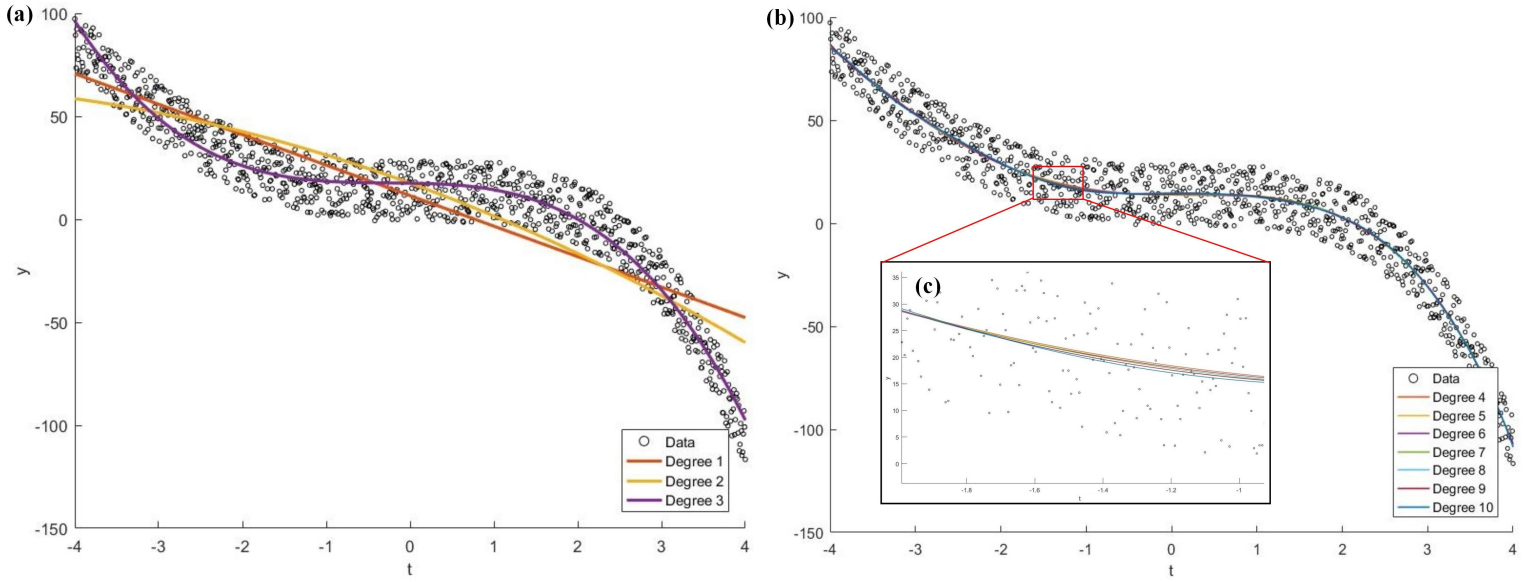 (a)
100
50
0
-50
-100
-150
y
-4
-3
-2
-1
0
1
2
3
4
t
Data
Degree 1
Degree 2
Degree 3
(b)
100
50
0
-50
-100
-150
y
-4
-3
-2
-1
0
1
2
3
4
t
Data
Degree 4
Degree 5
Degree 6
Degree 7
Degree 8
Degree 9
Degree 10
(c)
35
30
25
20
15
10
5
0
y
-1.8
-1.6
-1.4
-1.2
-1
t